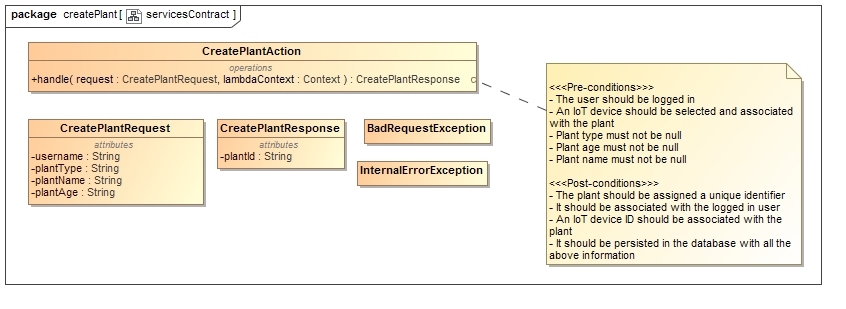 package createPlant [ servicesContract ]
CreatePlantAction
operations
+handle( request : CreatePlantRequest, lambdaContext : Context ) : CreatePlantResponse
CreatePlantRequest
attributes
-username : String
-plantType : String
-plantName : String
-plantAge : String
CreatePlantResponse
attributes
-plantId : String
BadRequestException
InternalErrorException
<<<Pre-conditions>>>
- The user should be logged in
- An IoT device should be selected and associated
with the plant
- Plant type must not be null
- Plant age must not be null
- Plant name must not be null
<<<Post-conditions>>>
- The plant should be assigned a unique identifier
- It should be associated with the logged in user
- An IoT device ID should be associated with the
plant
- It should be persisted in the database with all the
above information